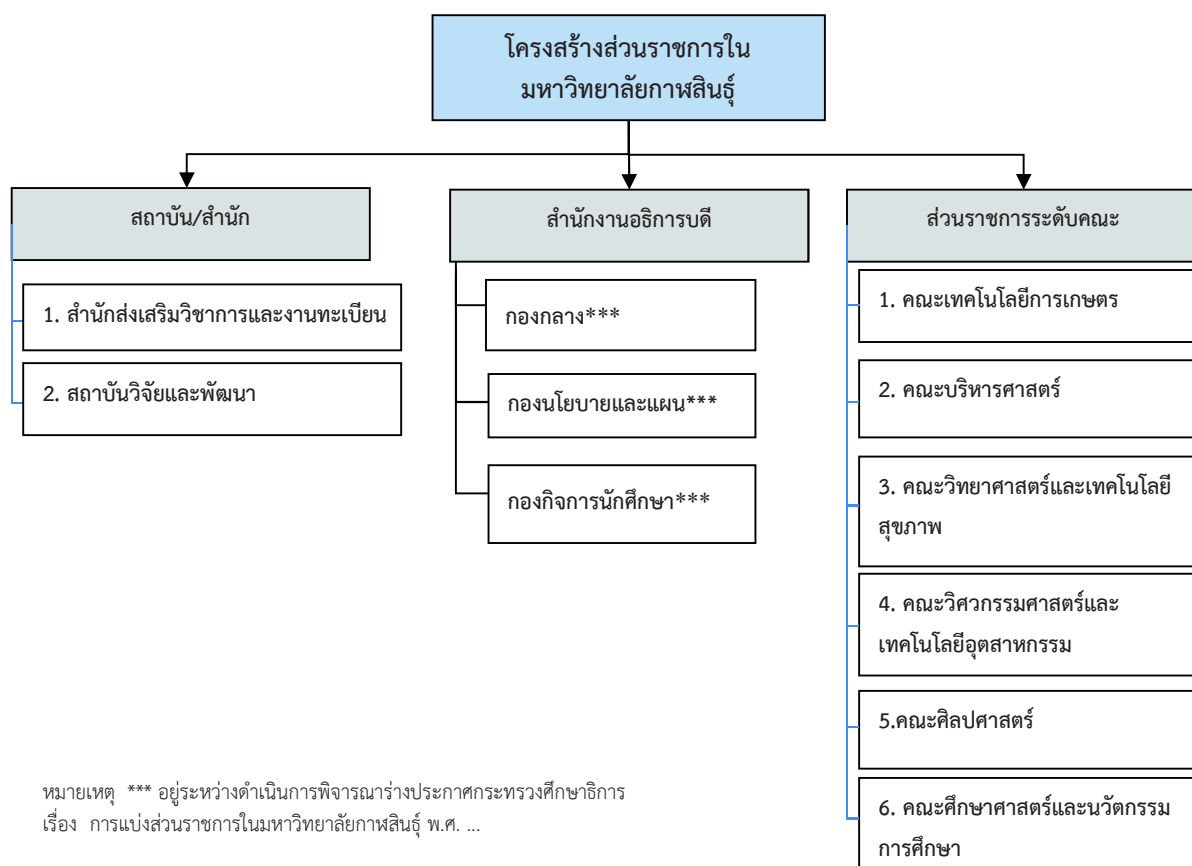 โครงสร้างส่วนราชการใน
มหาวิทยาลัยกาฬสินธุ์
สถาบัน/สำนัก
1. สำนักส่งเสริมวิชาการและงานทะเบียน
2. สถาบันวิจัยและพัฒนา
สำนักงานอธิการบดี
กองกลาง***
กองนโยบายและแผน***
กองกิจการนักศึกษา***
ส่วนราชการระดับคณะ
1. คณะเทคโนโลยีการเกษตร
2. คณะบริหารศาสตร์
3. คณะวิทยาศาสตร์และเทคโนโลยี
สุขภาพ
4. คณะวิศวกรรมศาสตร์และ
เทคโนโลยีอุตสาหกรรม
5.คณะศิลปศาสตร์
6. คณะศึกษาศาสตร์และนวัตกรรม
การศึกษา
หมายเหตุ *** อยู่ระหว่างดำเนินการพิจารณาร่างประกาศกระทรวงศึกษาธิการ
เรื่อง การแบ่งส่วนราชการในมหาวิทยาลัยกาฬสินธุ์ พ.ศ. ...